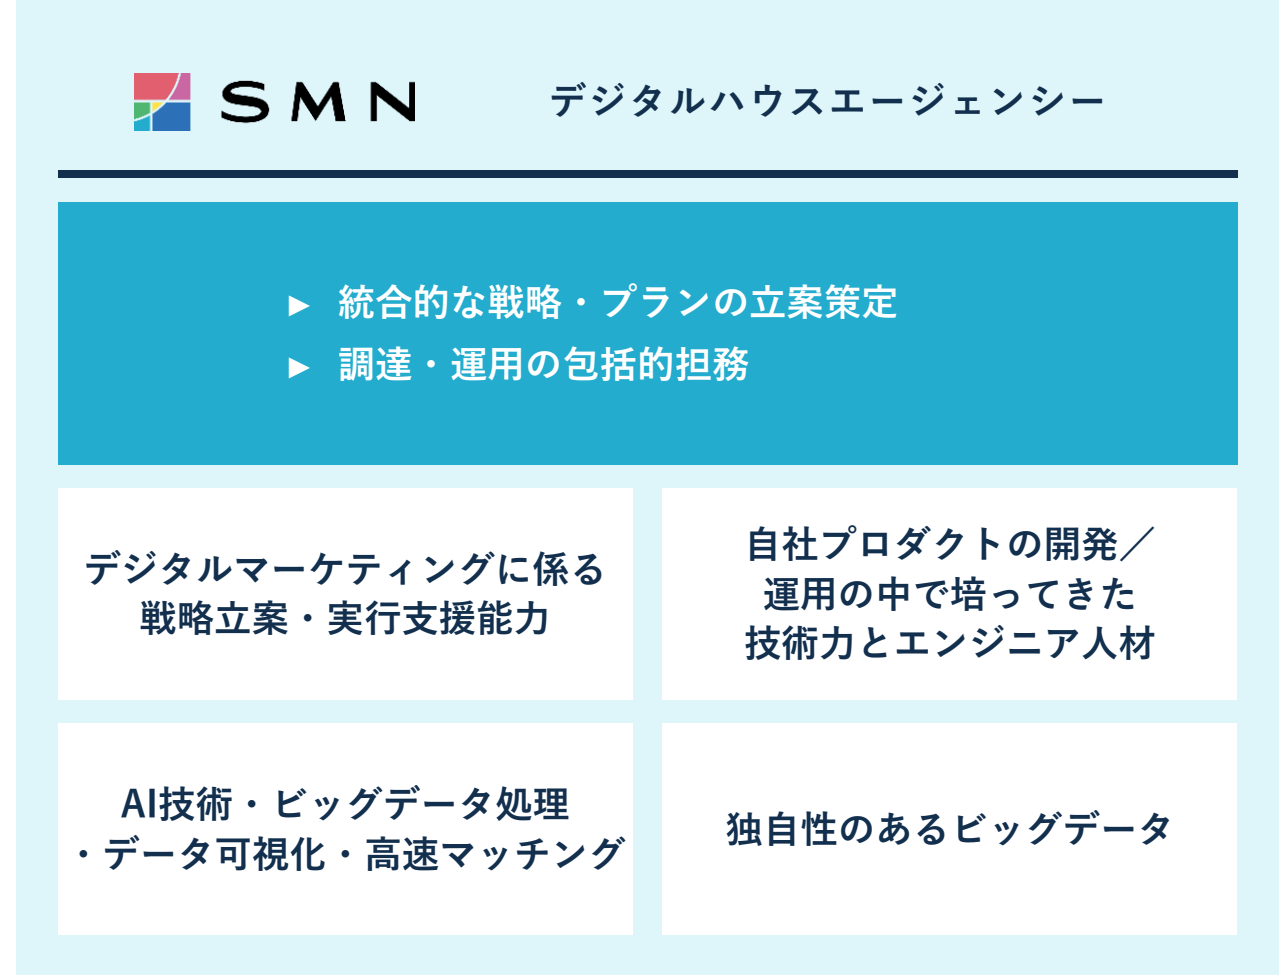 SMN デジタルハウスエージェンシー
▶ 統合的な戦略・プランの立案策定
▶ 調達・運用の包括的担務
デジタルマーケティングに係る
戦略立案・実行支援能力
自社プロダクトの開発／
運用の中で培ってきた
技術力とエンジニア人材
AI技術・ビッグデータ処理
・データ可視化・高速マッチング
独自性のあるビッグデータ